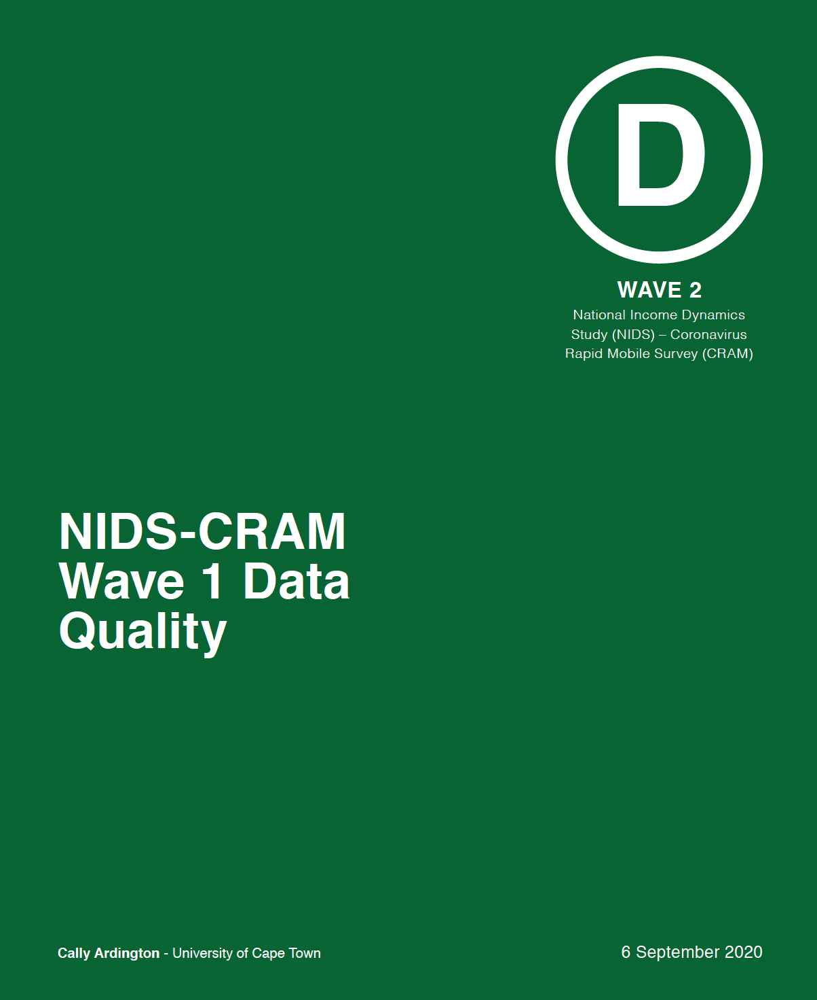 D
WAVE 2
National Income Dynamics
Study (NIDS) – Coronavirus
Rapid Mobile Survey (CRAM)
NIDS-CRAM
Wave 1 Data
Quality
Cally Ardington - University of Cape Town
6 September 2020